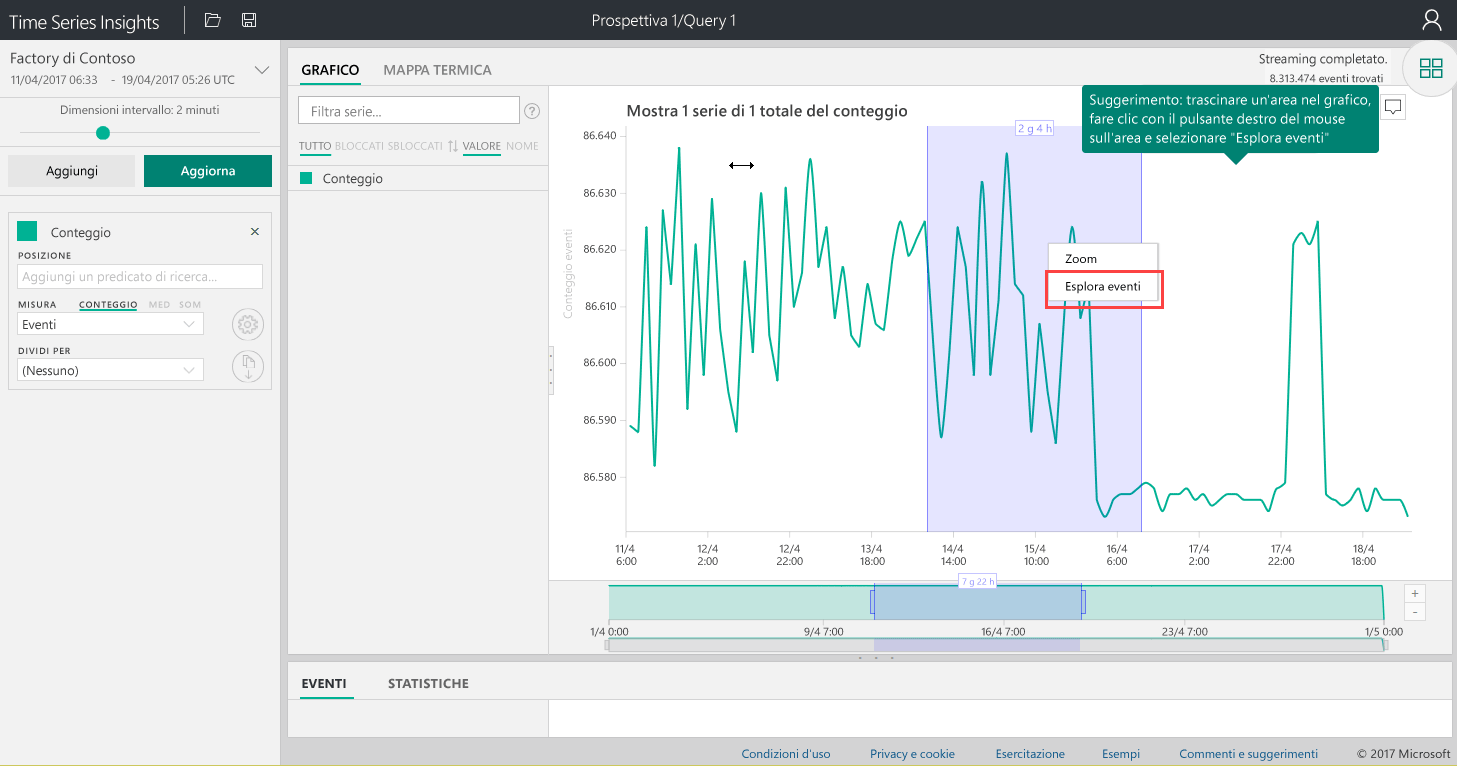 Time Series Insights
Prospettiva 1/Query 1
Factory di Contoso
11/04/2017 06:33 - 19/04/2017 05:26 UTC
Dimensioni intervallo: 2 minuti
Aggiungi
Aggiorna
Conteggio
×
POSIZIONE
Aggiungi un predicato di ricerca...
MISURA
CONTEGGIO
MED
SOM
Eventi
DIVIDI PER
(Nessuno)
GRAFICO
MAPPA TERMICA
Streaming completato.
8.313.474 eventi trovati
Filtra serie...
?
TUTTO
BLOCCATI
SBLOCCATI
VALORE
NOME
Conteggio
Mostra 1 serie di 1 totale del conteggio
Suggerimento: trascinare un'area nel grafico,
fare clic con il pulsante destro del mouse
sull'area e selezionare "Esplora eventi"
2 g 4 h
Conteggio eventi
86.640
86.630
86.620
86.610
86.600
86.590
86.580
Zoom
Esplora eventi
11/4
6:00
12/4
2:00
12/4
22:00
13/4
18:00
14/4
14:00
15/4
10:00
16/4
6:00
17/4
2:00
17/4
22:00
18/4
18:00
7 g 22 h
+
-
1/4 0:00
9/4 7:00
16/4 7:00
23/4 7:00
1/5 0:00
EVENTI
STATISTICHE
Condizioni d'uso
Privacy e cookie
Esercitazione
Esempi
Commenti e suggerimenti
© 2017 Microsoft